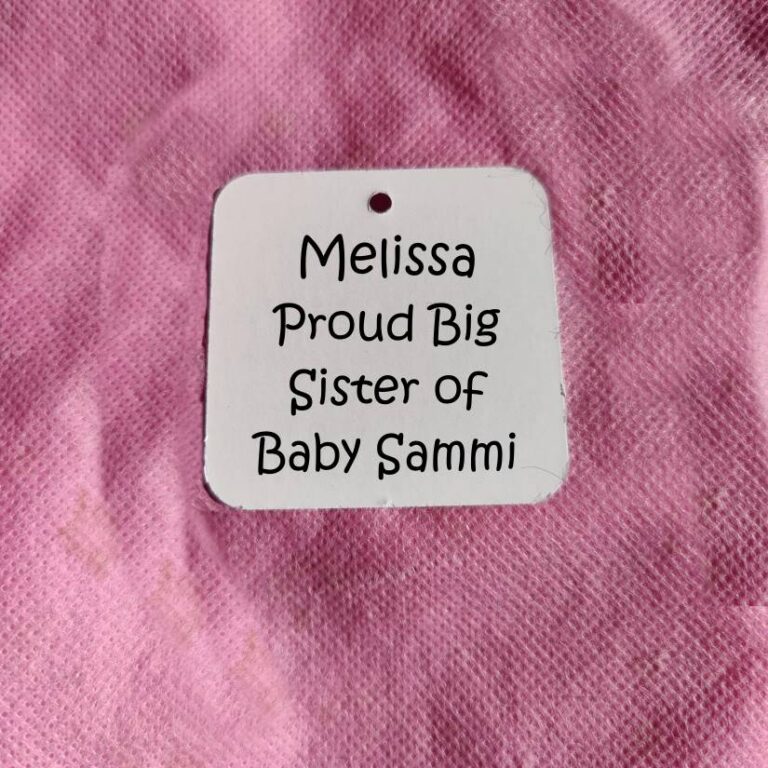 Melissa
Proud Big
Sister of
Baby Sammi